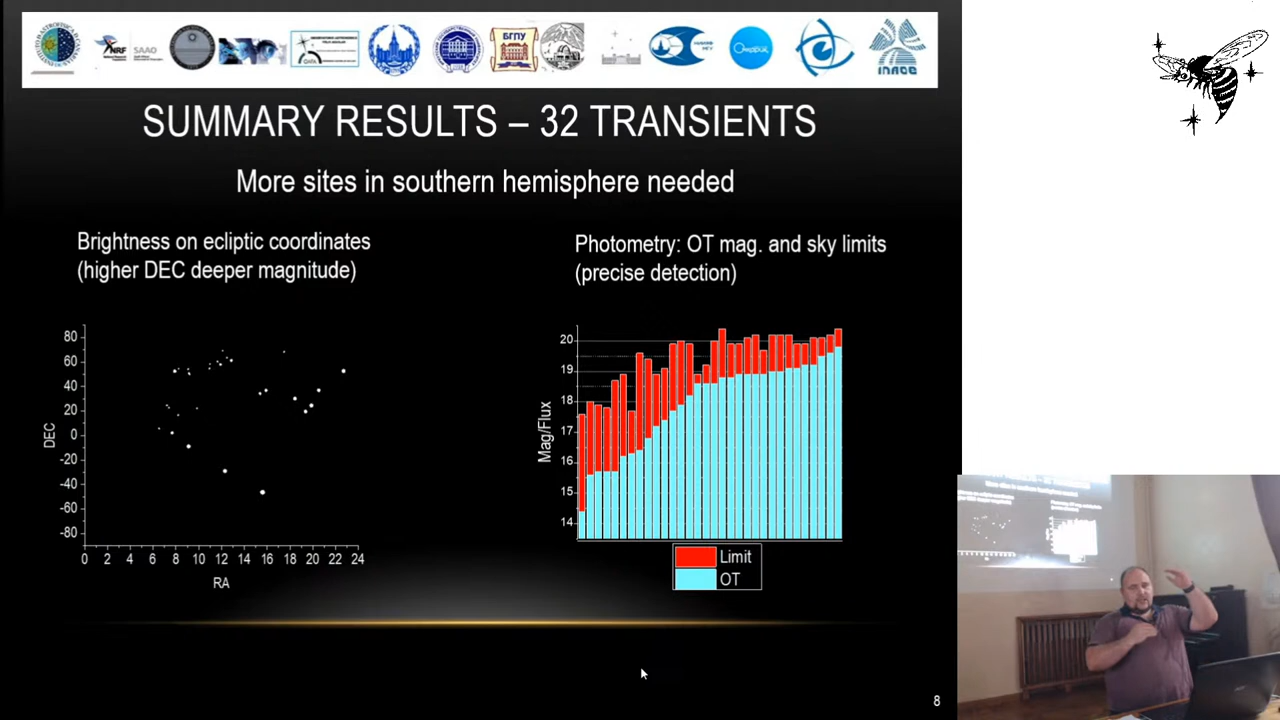 NRF
SAAO
БГПУ
SUMMARY RESULTS – 32 TRANSIENTS
More sites in southern hemisphere needed
Brightness on ecliptic coordinates
(higher DEC deeper magnitude)
80
60
40
20
0
-20
-40
-60
-80
DEC
0 2 4 6 8 10 12 14 16 18 20 22 24
RA
Photometry: OT mag. and sky limits
(precise detection)
20
19
18
17
16
15
14
Mag/Flux
Limit
OT
8